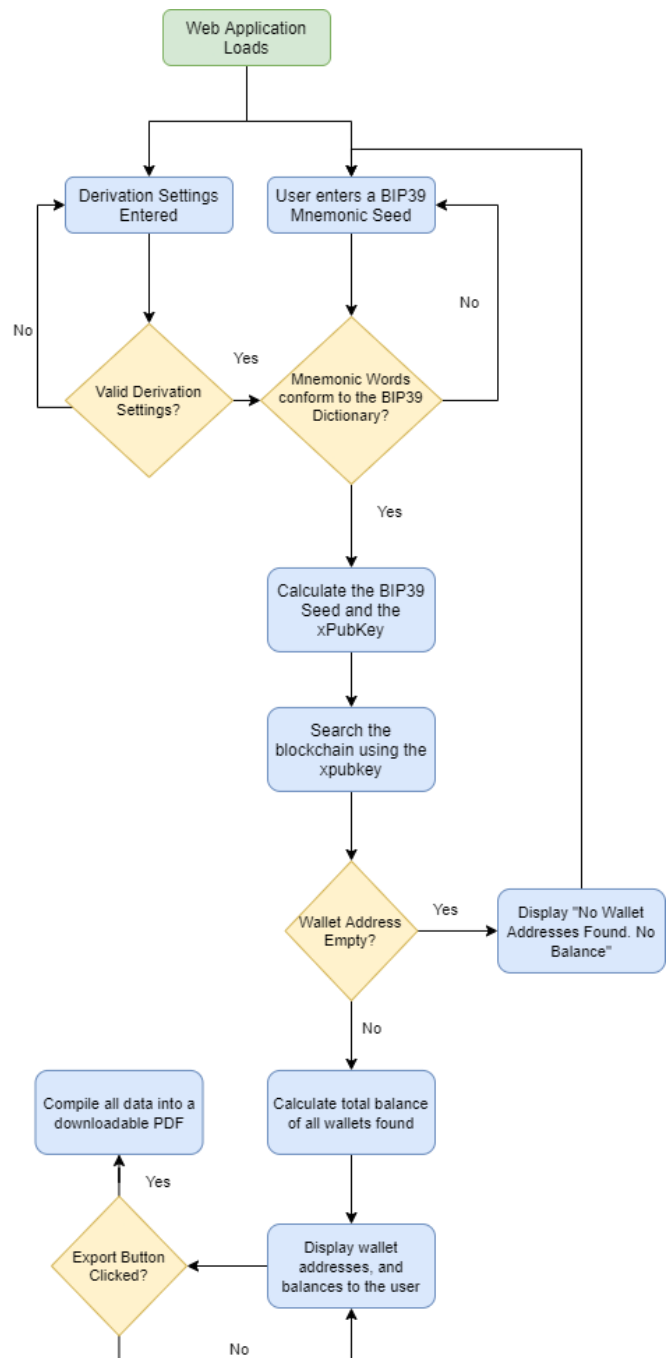 Web Application
Loads
Derivation Settings
Entered
User enters a BIP39
Mnemonic Seed
No
No
Yes
Valid Derivation
Settings?
Mnemonic Words
conform to the BIP39
Dictionary?
Yes
Calculate the BIP39
Seed and the
xPubKey
Search the
blockchain using the
xpubkey
Wallet Address
Empty?
Yes
Display "No Wallet
Addresses Found. No
Balance"
No
Compile all data into a
downloadable PDF
Calculate total balance
of all wallets found
Yes
Export Button
Clicked?
Display wallet
addresses, and
balances to the user
No